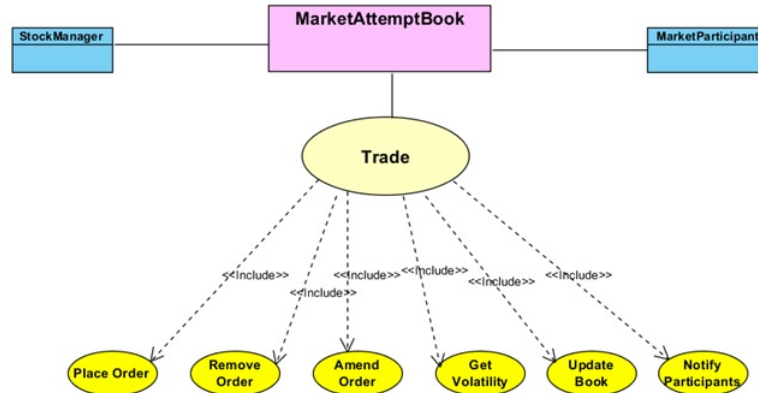 MarketAttemptBook
StockManager
MarketParticipant
Trade
<<Include>>
<<Include>>
<<Include>>
<<Include>>
<<Include>>
<<Include>>
Place Order
Remove
Order
Amend
Order
Get
Volatility
Update
Book
Notify
Participants